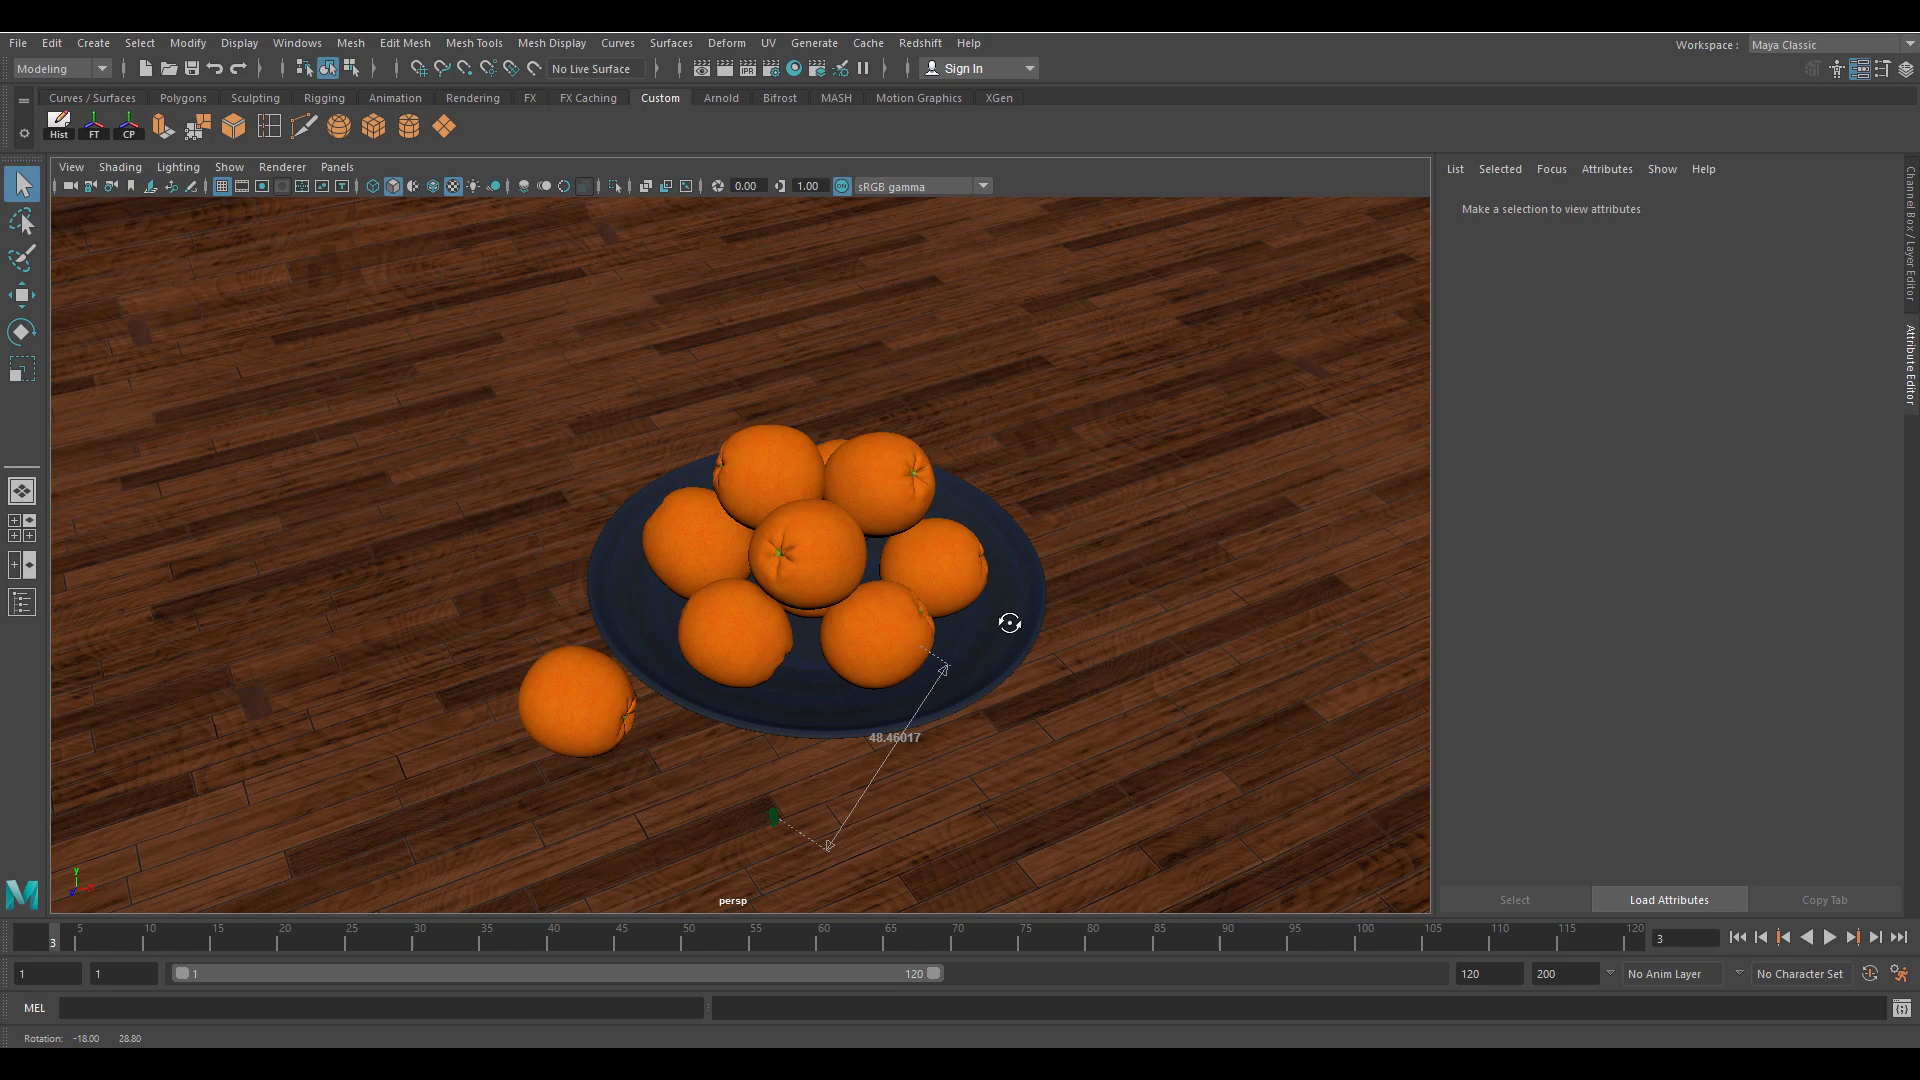 File Edit Create Select Modify Display Windows Mesh Edit Mesh Mesh Tools Mesh Display Curves Surfaces Deform UV Generate Cache Redshift Help Workspace : Maya Classic
Modeling No Live Surface IPR Sign In
Curves / Surfaces Polygons Sculpting Rigging Animation Rendering FX FX Caching Custom Arnold Bifrost MASH Motion Graphics XGen
Hist FT CP
View Shading Lighting Show Renderer Panels
0.00 1.00 ON sRGB gamma
List Selected Focus Attributes Show Help
Make a selection to view attributes
Channel Box / Layer Editor
Attribute Editor
48.46017
y
persp
Select Load Attributes Copy Tab
3 5 10 15 20 25 30 35 40 45 50 55 60 65 70 75 80 85 90 95 100 105 110 115 120 3
1 1 1 120 120 200 No Anim Layer No Character Set
MEL
Rotation: -18.00 28.80